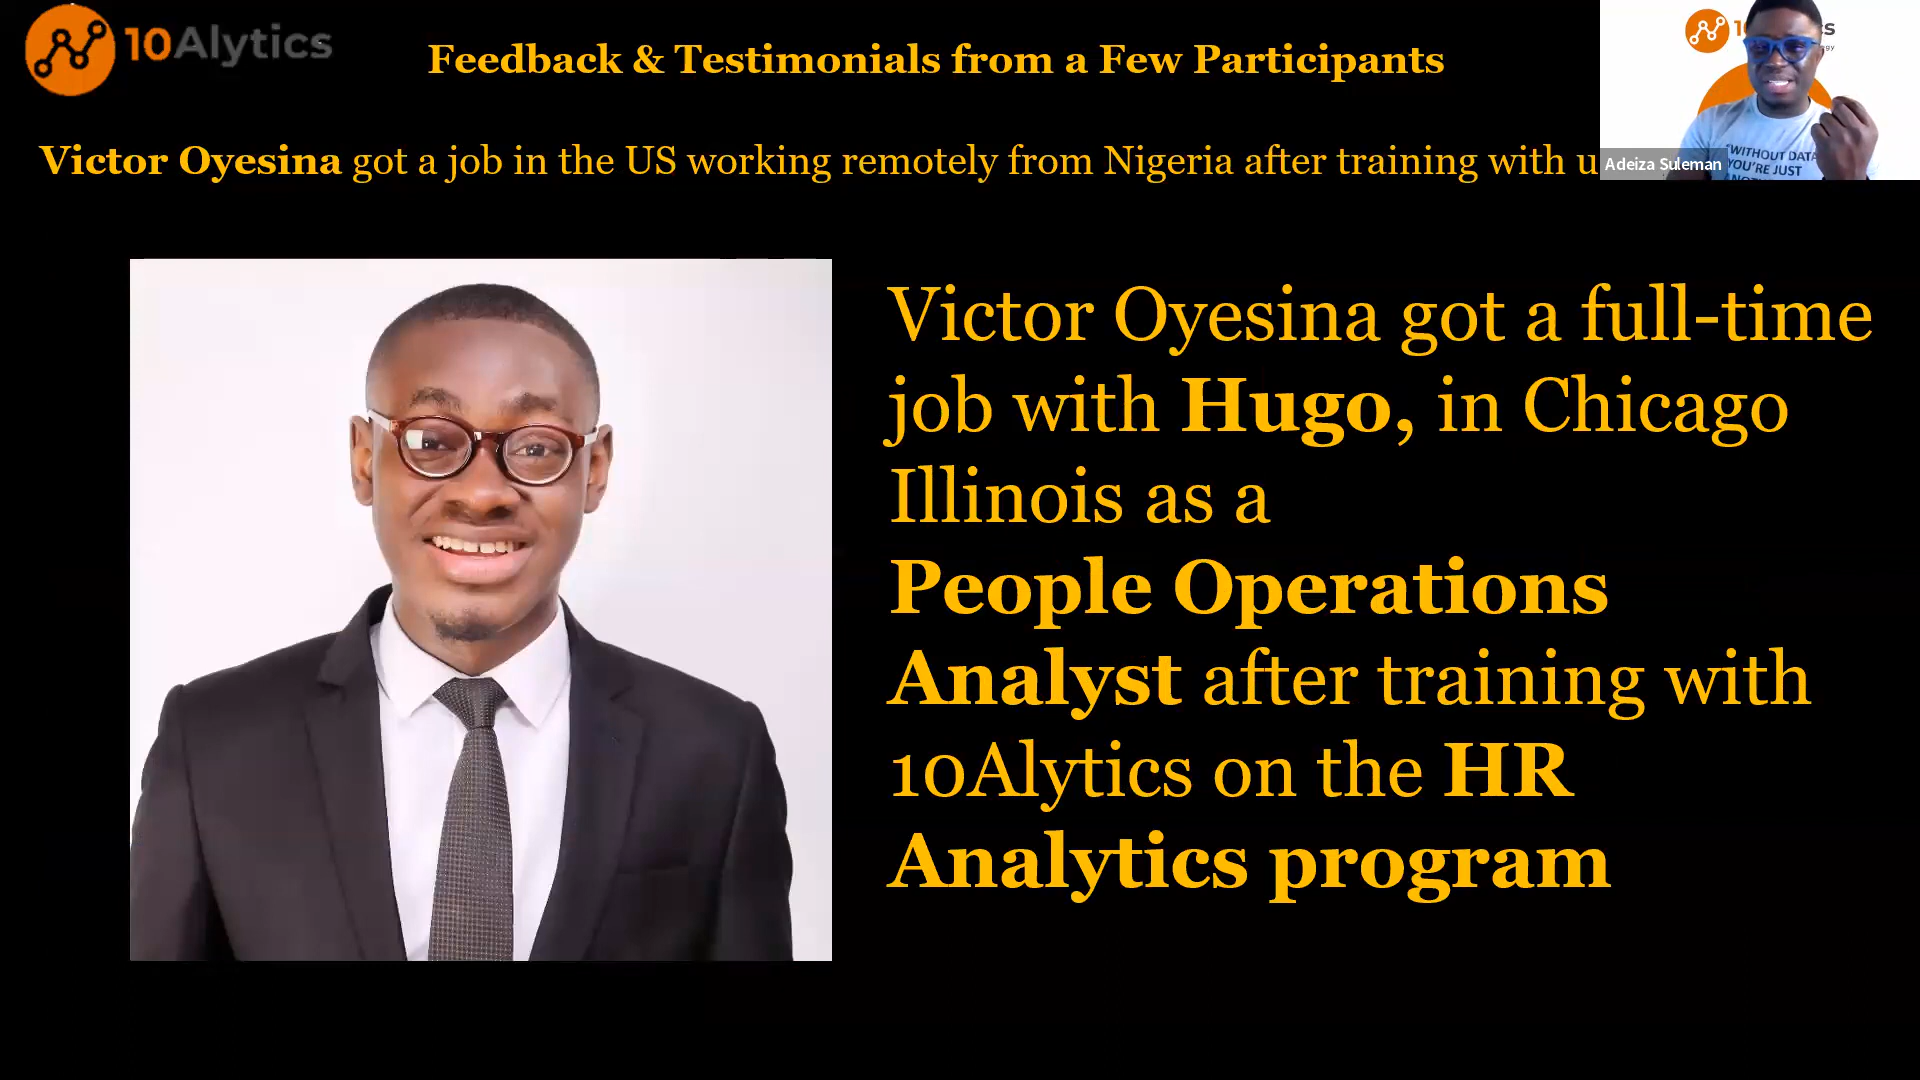 10Alytics
Feedback & Testimonials from a Few Participants
Victor Oyesina got a job in the US working remotely from Nigeria after training with u
Adeiza Suleman
"WITHOUT DATA
YOU'RE JUST
Victor Oyesina got a full-time
job with Hugo, in Chicago
Illinois as a
People Operations
Analyst after training with
10Alytics on the HR
Analytics program